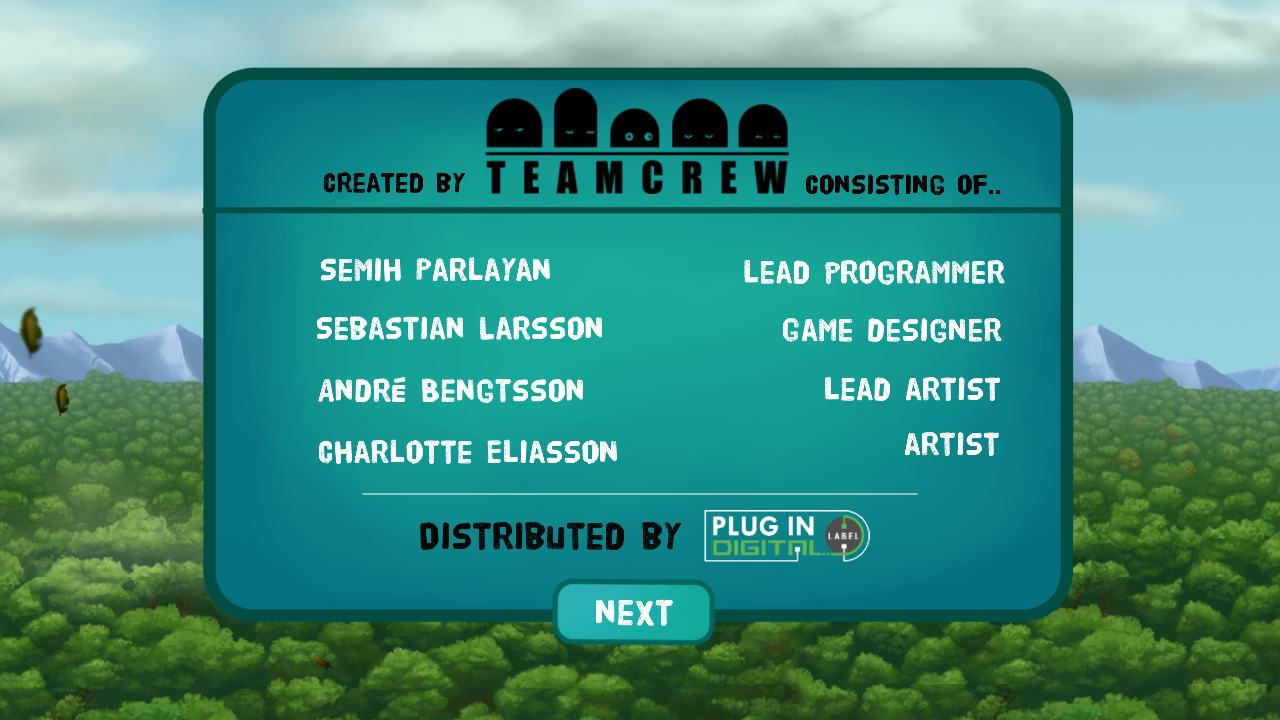 CREATED BY TEAMCREW CONSISTING OF..
SEMIH PARLAYAN LEAD PROGRAMMER
SEBASTIAN LARSSON GAME DESIGNER
ANDRÉ BENGTSSON LEAD ARTIST
CHARLOTTE ELIASSON ARTIST
DISTRIBUTED BY PLUG IN DIGITAL... LABEL
NEXT